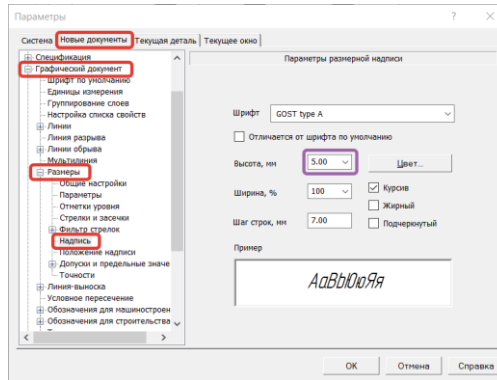 Параметры
Система Новые документы Текущая деталь Текущее окно
Спецификация
Графический документ
Шрифт по умолчанию
Единицы измерения
Группирование слоев
Настройка списка свойств
Линии
Линия разрыва
Линии обрыва
Мультилиния
Размеры
Общие настройки
Параметры
Отметки уровня
Стрелки и засечки
Фильтр стрелок
Надпись
Положение надписи
Допуски и предельные значе
Точности
Линия-выноска
Условное пересечение
Обозначения для машиностроен
Обозначения для строительства
Параметры размерной надписи
Шрифт GOST type A
Отличается от шрифта по умолчанию
Высота, мм 5.00 Цвет...
Ширина, % 100 Курсив
Жирный
Шаг строк, мм 7.00 Подчеркнутый
Пример
АаВbЮюЯя
ОК Отмена Справка